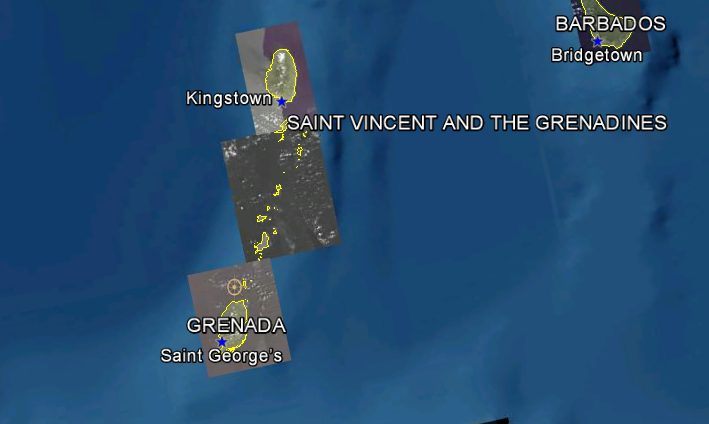 BARBADOS
Bridgetown
Kingstown
SAINT VINCENT AND THE GRENADINES
GRENADA
Saint George's